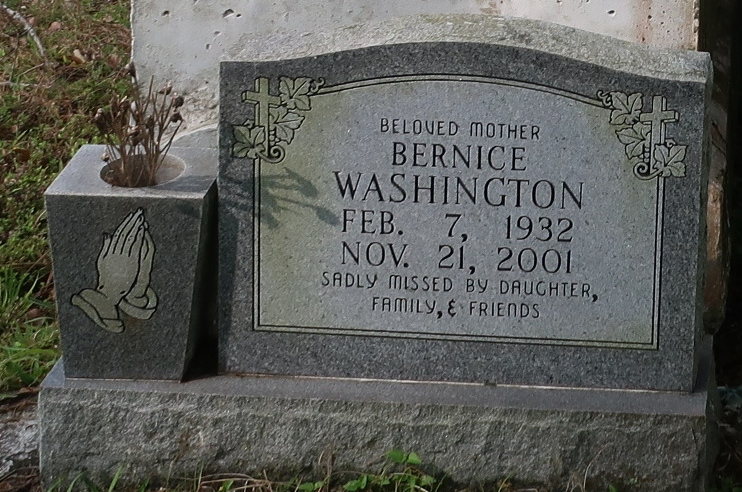 BELOVED MOTHER
BERNICE
WASHINGTON
FEB. 7, 1932
NOV. 21, 2001
SADLY MISSED BY DAUGHTER,
FAMILY, & FRIENDS